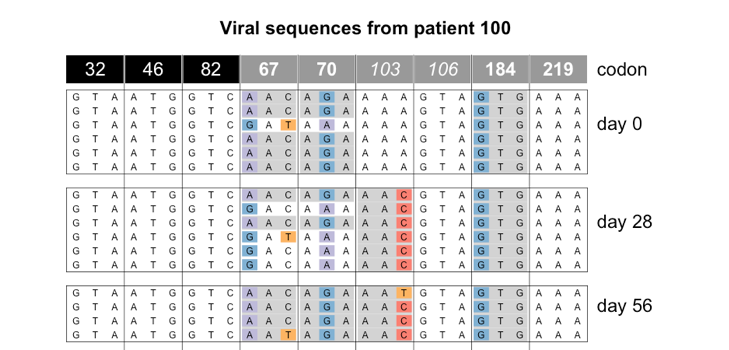 Viral sequences from patient 100
32 46 82 67 70 103 106 184 219 codon
G T A A T G G T C A A C A G A A A A G T A G T G A A A
G T A A T G G T C A A C A G A A A A G T A G T G A A A
G T A A T G G T C G A T A A A A A A G T A G T G A A A day 0
G T A A T G G T C A A C A G A A A A G T A G T G A A A
G T A A T G G T C A A C A G A A A A G T A G T G A A A
G T A A T G G T C A A C A G A A A A G T A G T G A A A
G T A A T G G T C A A C A G A A A C G T A G T G A A A
G T A A T G G T C G A C A A A A A C G T A G T G A A A
G T A A T G G T C A A C A G A A A C G T A G T G A A A day 28
G T A A T G G T C G A T A A A A A C G T A G T G A A A
G T A A T G G T C G A C A A A A A C G T A G T G A A A
G T A A T G G T C G A C A A A A A C G T A G T G A A A
G T A A T G G T C A A C A G A A A T G T A G T G A A A
G T A A T G G T C A A C A G A A A C G T A G T G A A A day 56
G T A A T G G T C A A C A G A A A C G T A G T G A A A
G T A A T G G T C A A T A G A A A C G T A G T G A A A